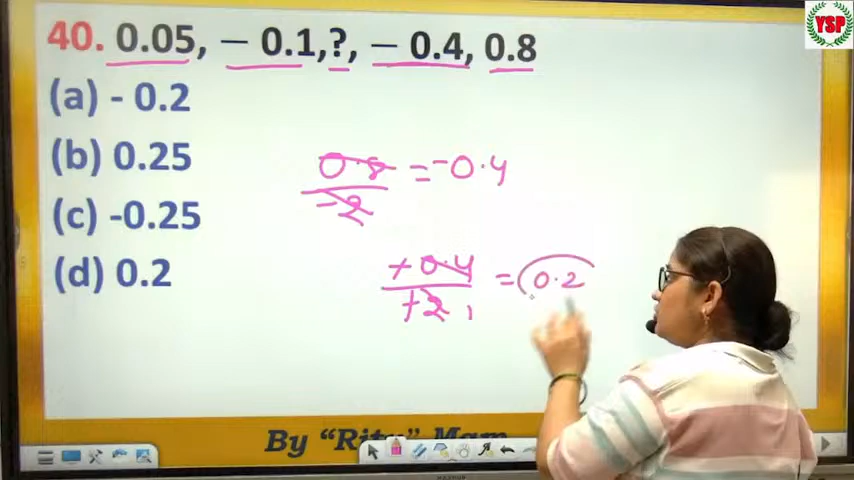 YSP
40. 0.05, – 0.1,?, – 0.4, 0.8
(a) - 0.2
(b) 0.25
(c) -0.25
(d) 0.2
0.8 = -0.4
-2
+0.4 = 0.2
+2 1
By “Ritu” Mam